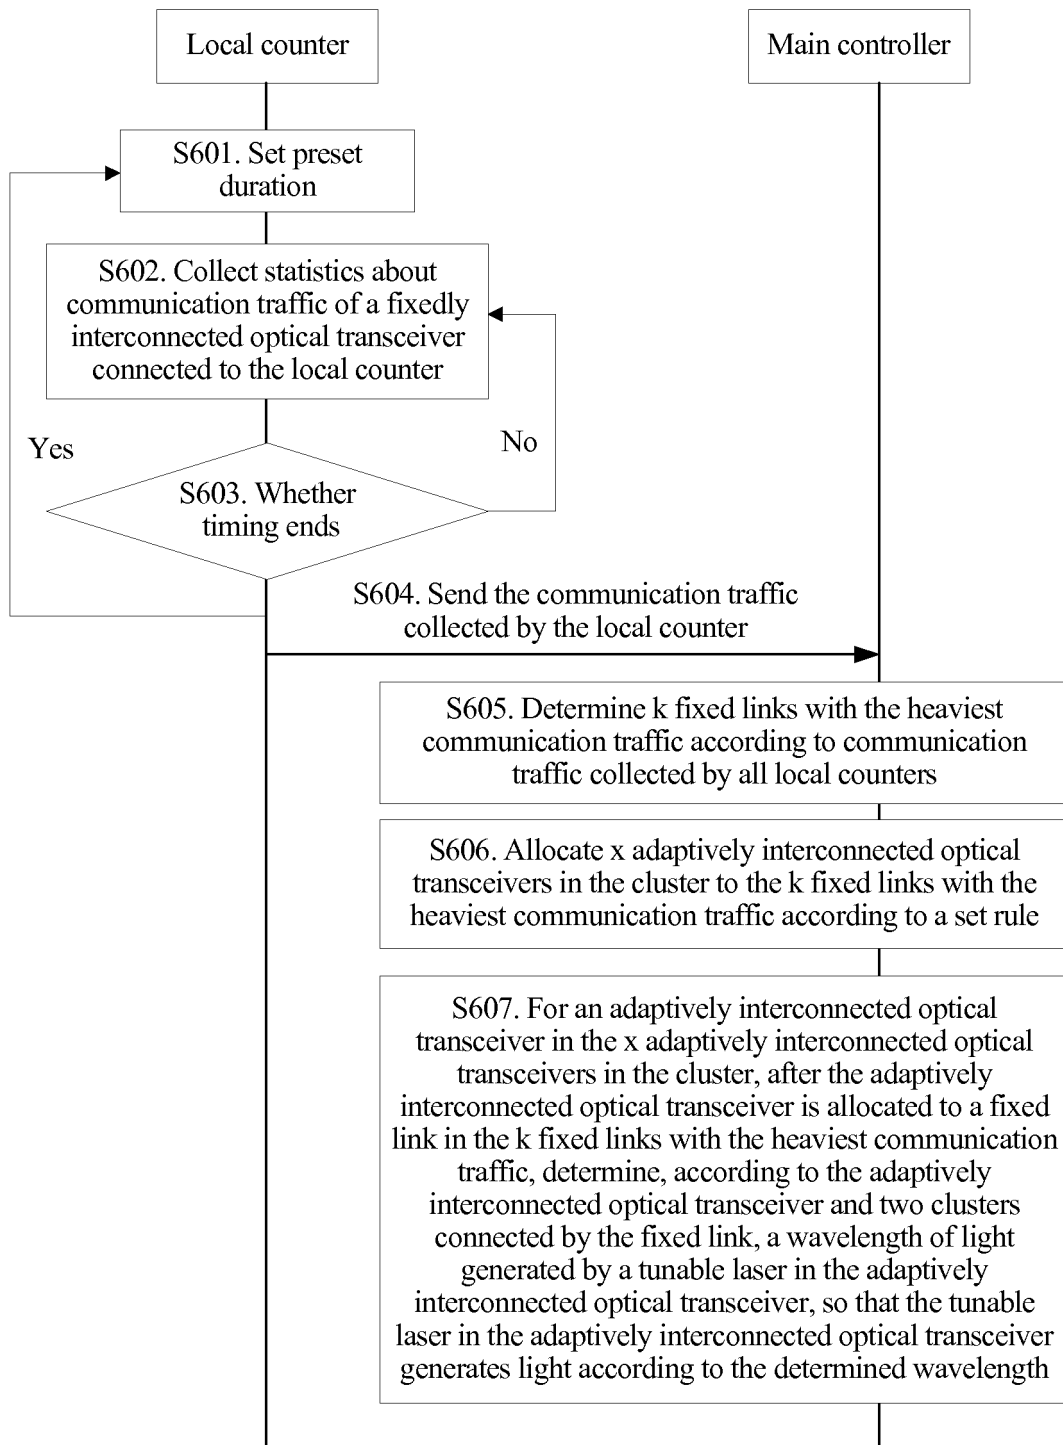 Local counter
Main controller
S601. Set preset
duration
S602. Collect statistics about
communication traffic of a fixedly
interconnected optical transceiver
connected to the local counter
Yes
No
S603. Whether
timing ends
S604. Send the communication traffic
collected by the local counter
S605. Determine k fixed links with the heaviest
communication traffic according to communication
traffic collected by all local counters
S606. Allocate x adaptively interconnected optical
transceivers in the cluster to the k fixed links with the
heaviest communication traffic according to a set rule
S607. For an adaptively interconnected optical
transceiver in the x adaptively interconnected optical
transceivers in the cluster, after the adaptively
interconnected optical transceiver is allocated to a fixed
link in the k fixed links with the heaviest communication
traffic, determine, according to the adaptively
interconnected optical transceiver and two clusters
connected by the fixed link, a wavelength of light
generated by a tunable laser in the adaptively
interconnected optical transceiver, so that the tunable
laser in the adaptively interconnected optical transceiver
generates light according to the determined wavelength